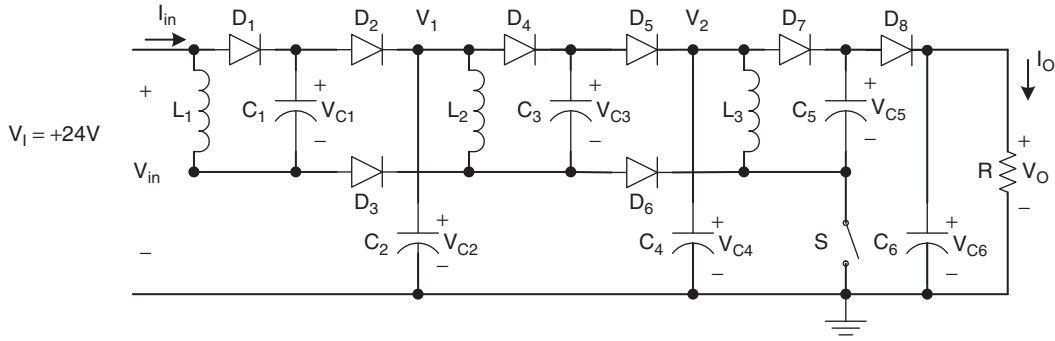 I_in D_1 D_2 V_1 D_4 D_5 V_2 D_7 D_8 I_O
+ L_1 C_1 + V_C1 − L_2 C_3 + V_C3 − L_3 C_5 + V_C5 −
V_I = +24V
V_in D_3 D_6 R + V_O −
− C_2 + V_C2 − C_4 + V_C4 − S C_6 + V_C6 −